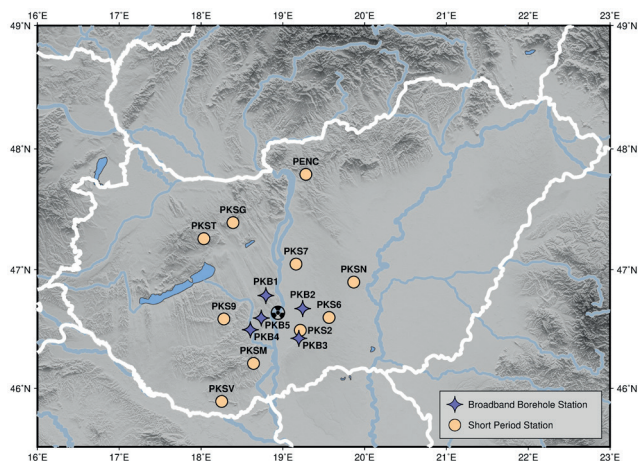 16°E 17°E 18°E 19°E 20°E 21°E 22°E 23°E
49°N 49°N
48°N 48°N
PENC
PKSG
PKST
PKS7
47°N 47°N
PKSN
PKB1
PKB2
PKS9
PKS6
PKB5
PKS2
PKB4
PKB3
PKSM
46°N 46°N
PKSV
Broadband Borehole Station
Short Period Station
16°E 17°E 18°E 19°E 20°E 21°E 22°E 23°E